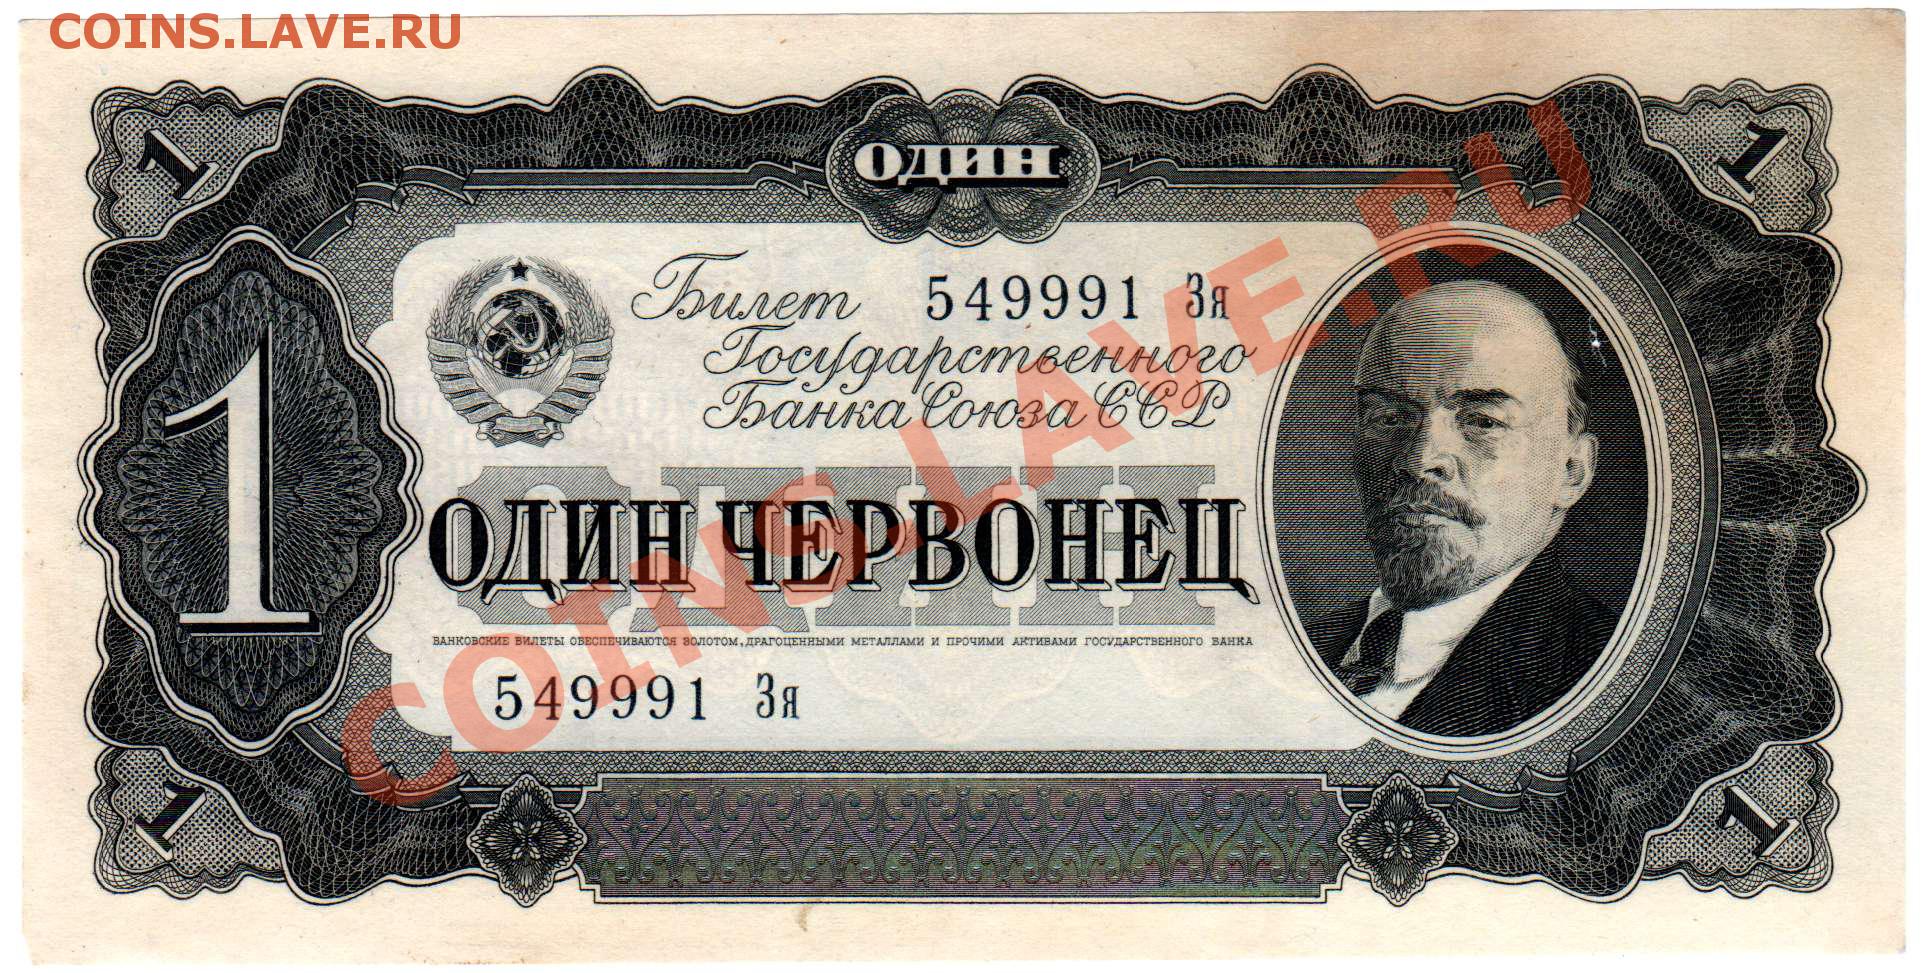 COINS.LAVE.RU
1
ОДИН
1
Билет 549991 Зя
Государственного
Банка Союза ССР
1
ОДИН
ОДИН ЧЕРВОНЕЦ
БАНКОВСКИЕ БИЛЕТЫ ОБЕСПЕЧИВАЮТСЯ ЗОЛОТОМ, ДРАГОЦЕННЫМИ МЕТАЛЛАМИ И ПРОЧИМИ АКТИВАМИ ГОСУДАРСТВЕННОГО БАНКА
549991 Зя
1
1
COINS.LAVE.RU